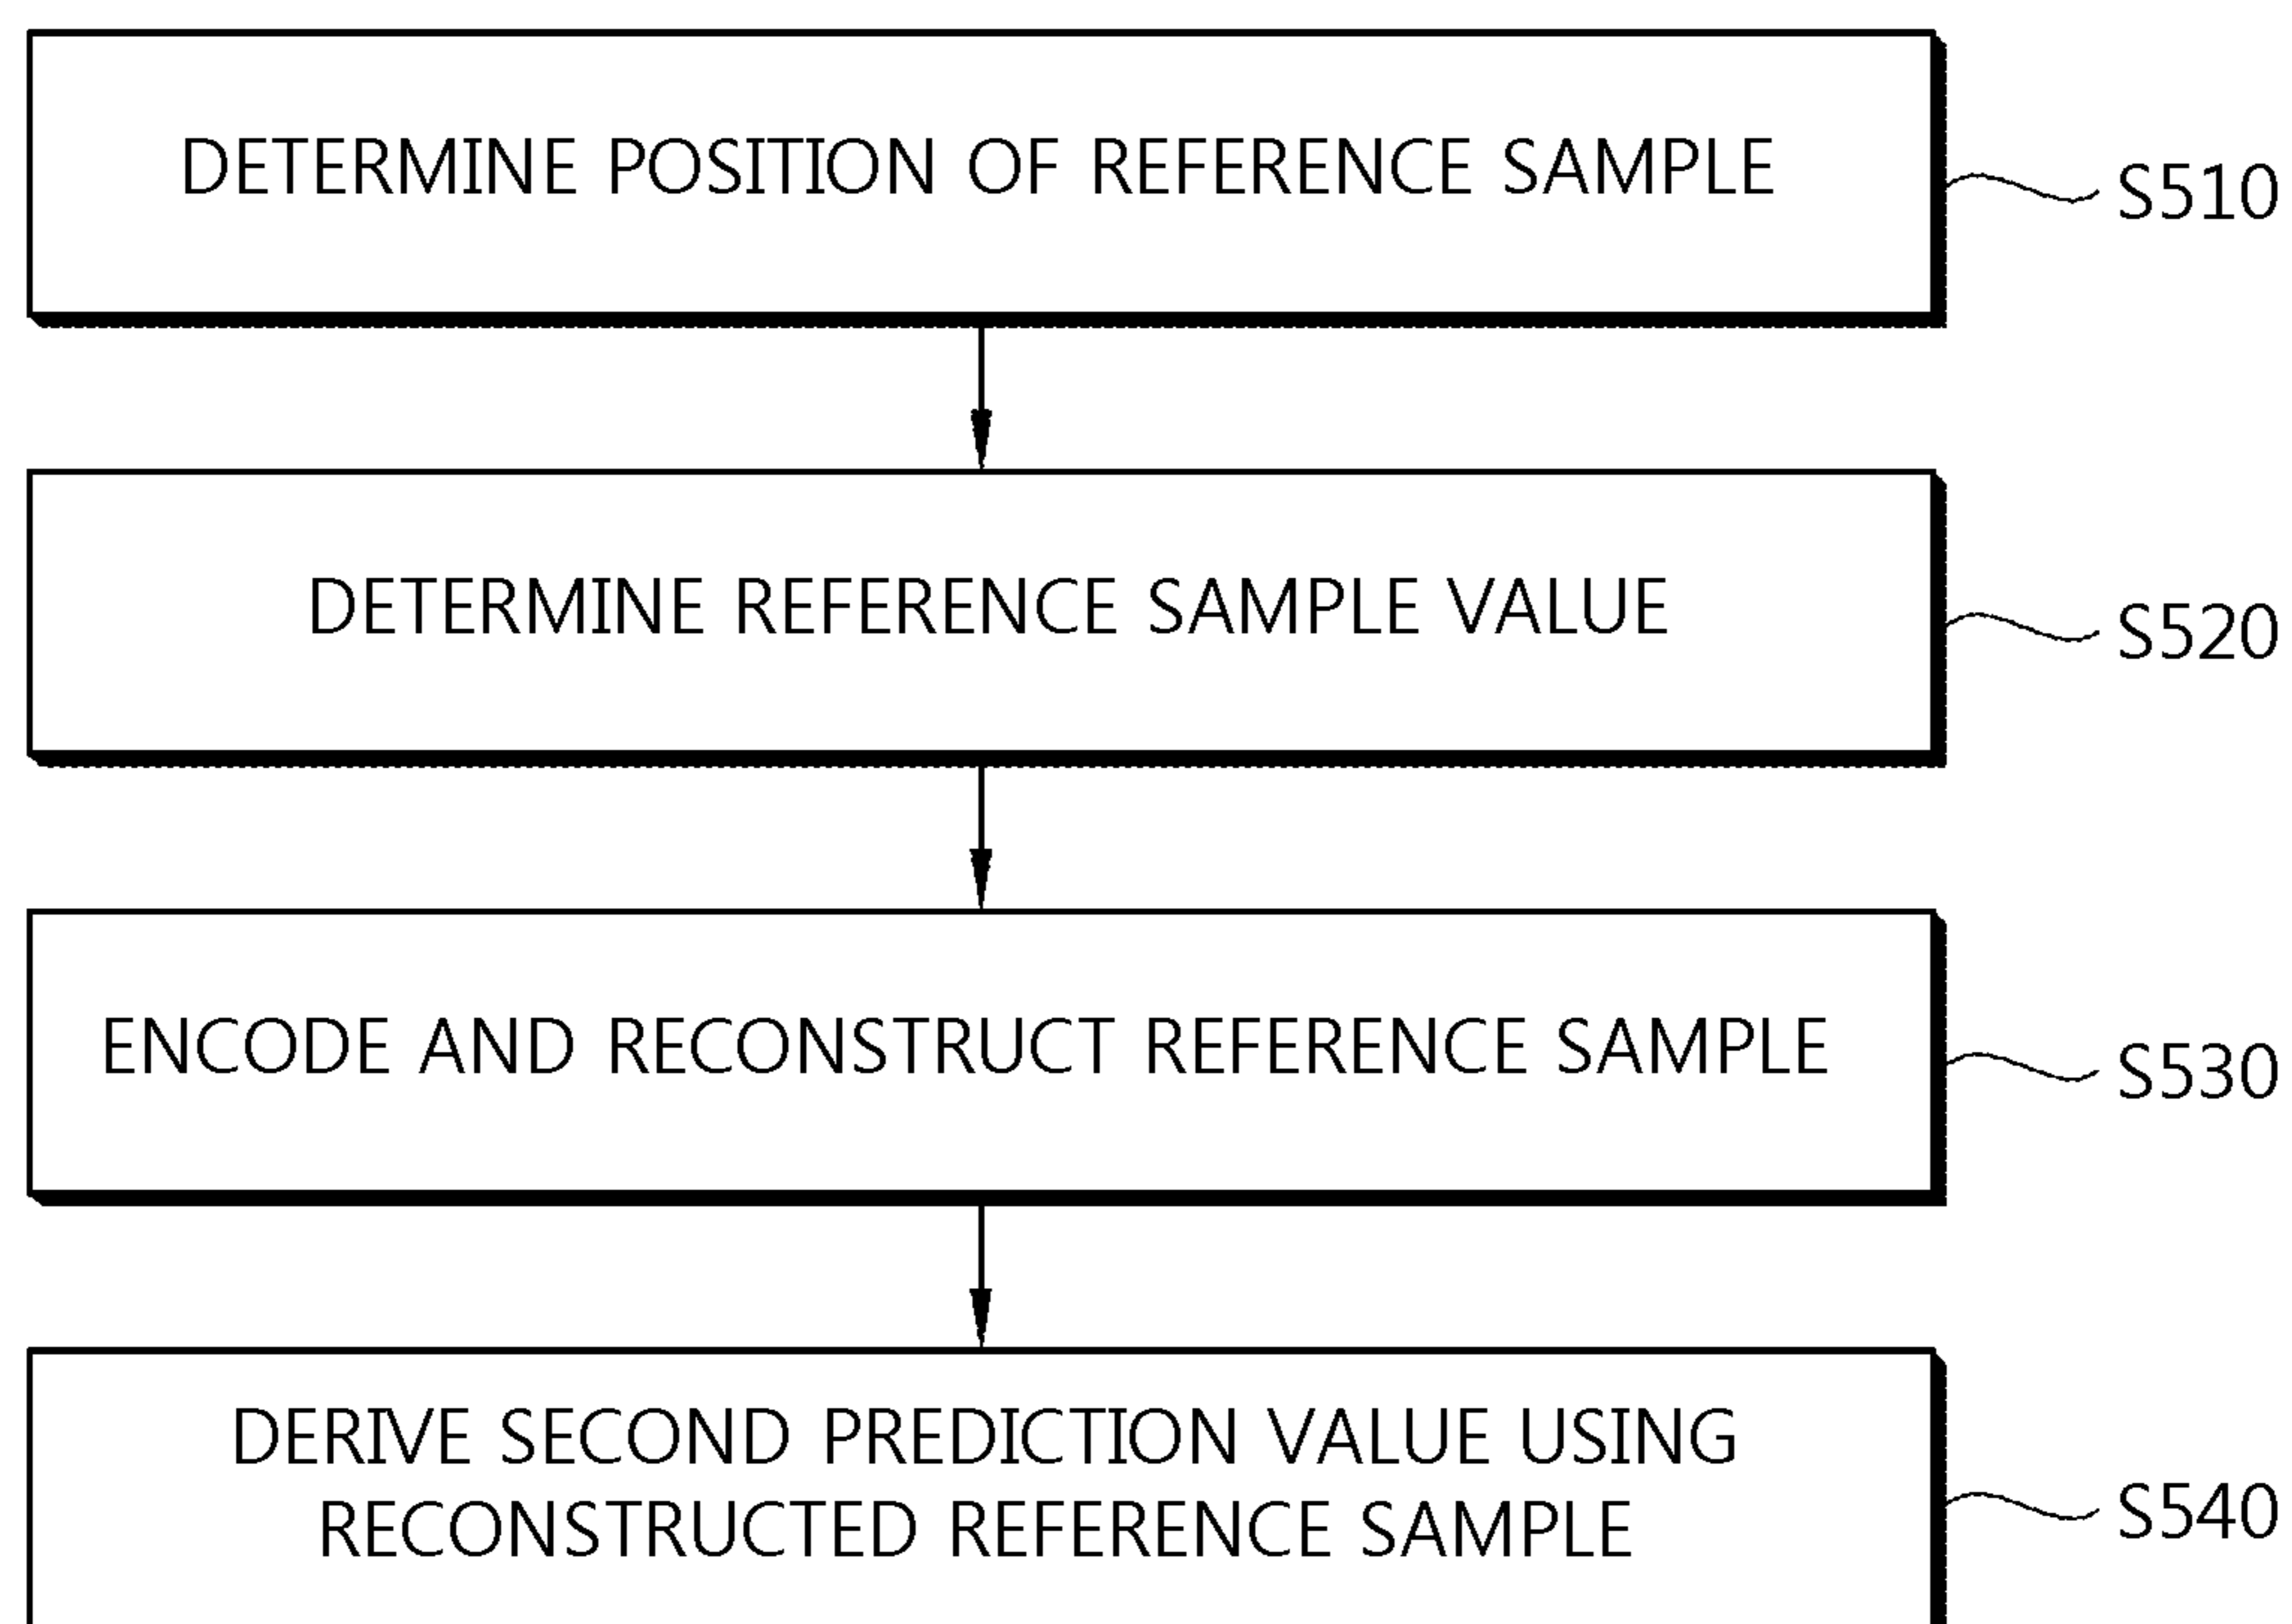 DETERMINE POSITION OF REFERENCE SAMPLE
S510
DETERMINE REFERENCE SAMPLE VALUE
S520
ENCODE AND RECONSTRUCT REFERENCE SAMPLE
S530
DERIVE SECOND PREDICTION VALUE USING
RECONSTRUCTED REFERENCE SAMPLE
S540